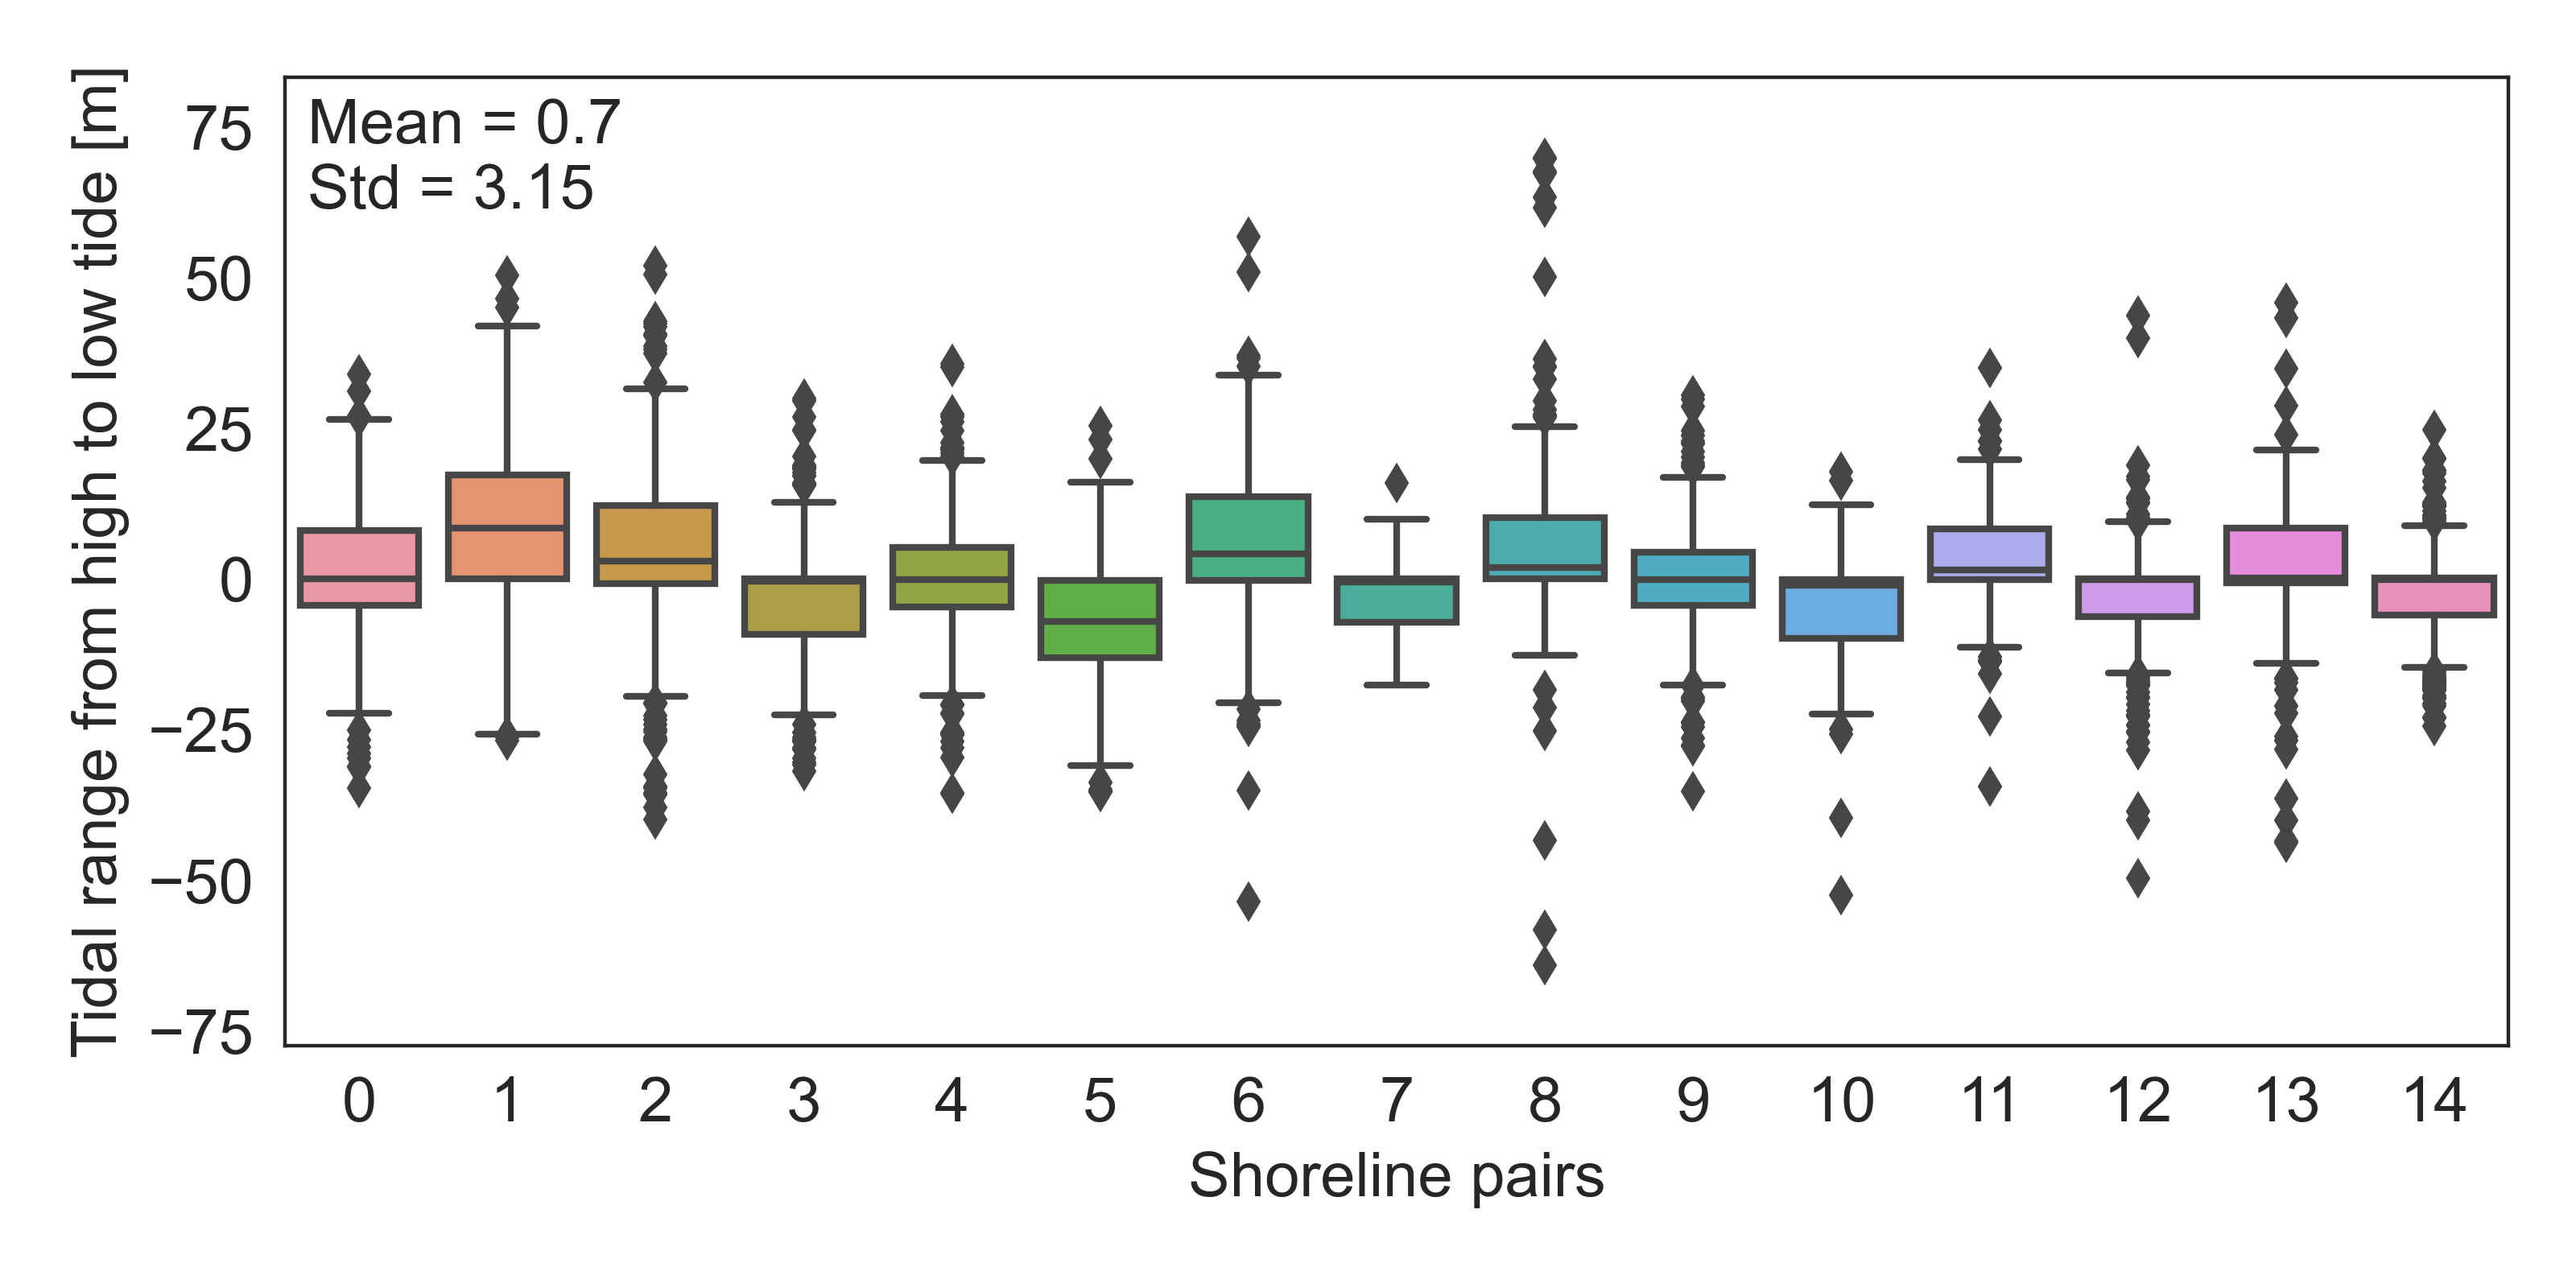 Tidal range from high to low tide [m]
75
50
25
0
−25
−50
−75
Mean = 0.7
Std = 3.15
0 1 2 3 4 5 6 7 8 9 10 11 12 13 14
Shoreline pairs